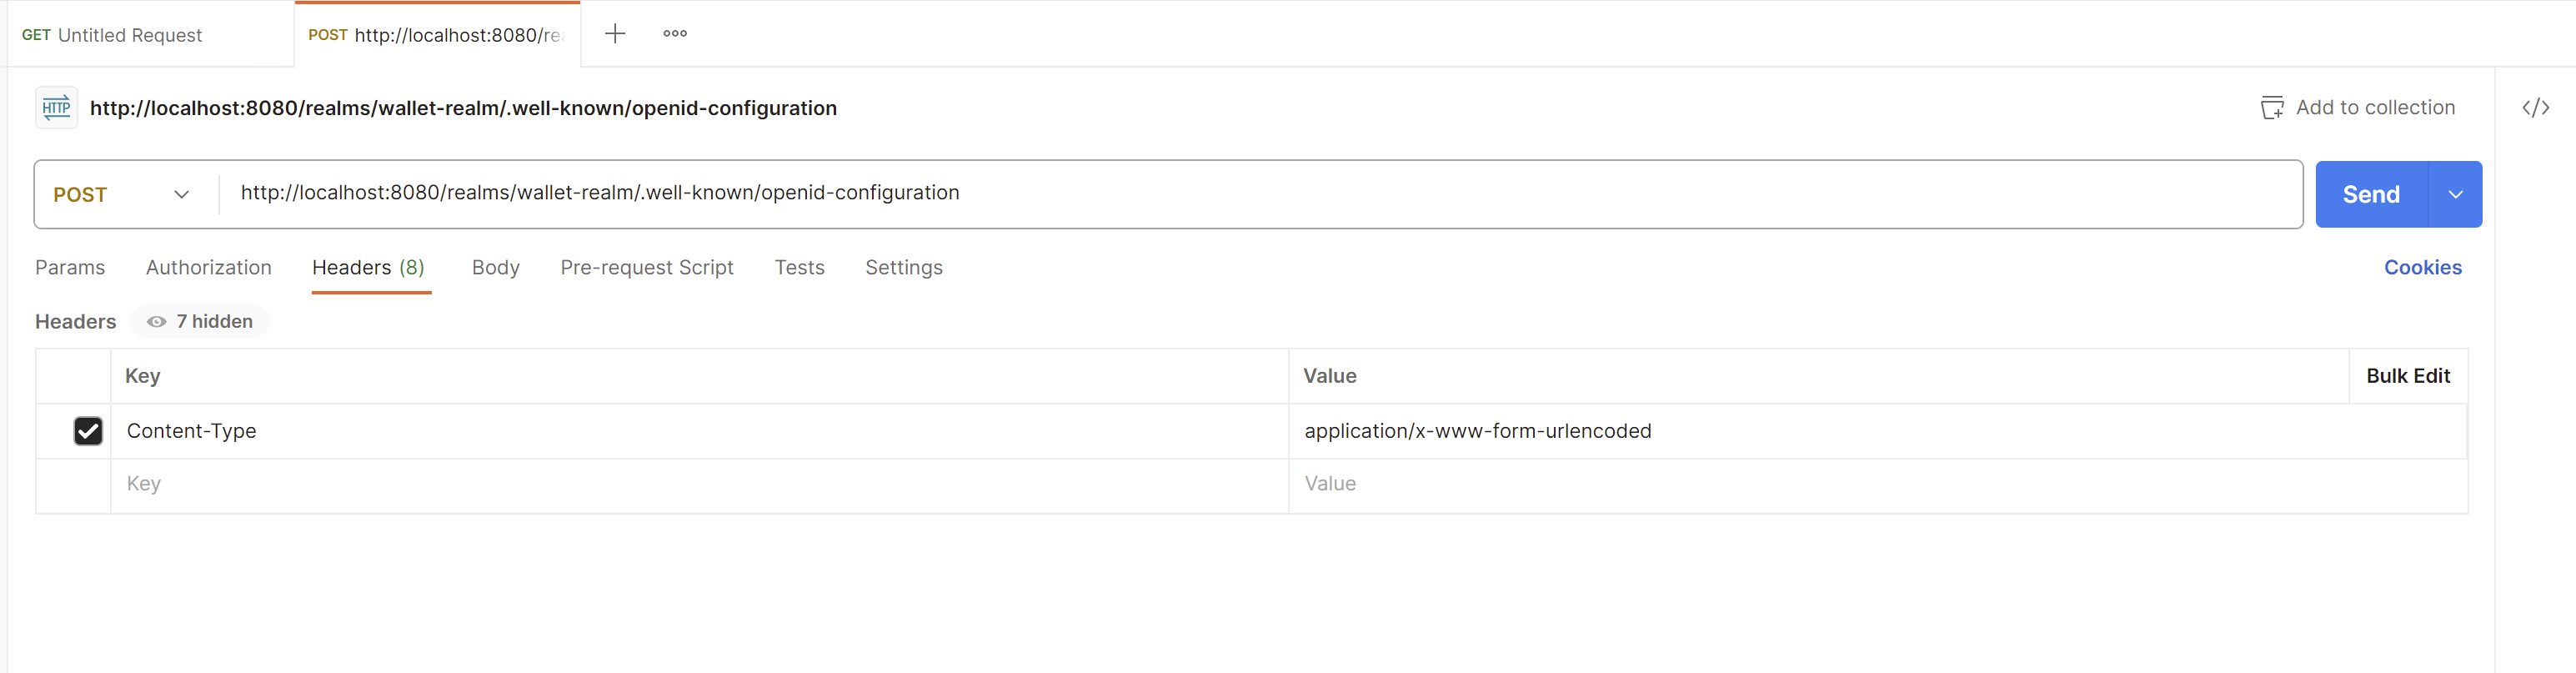 GET Untitled Request
POST http://localhost:8080/re
HTTP http://localhost:8080/realms/wallet-realm/.well-known/openid-configuration
Add to collection
</>
POST http://localhost:8080/realms/wallet-realm/.well-known/openid-configuration
Send
Params Authorization Headers (8) Body Pre-request Script Tests Settings Cookies
Headers 7 hidden
Key Value Bulk Edit
Content-Type application/x-www-form-urlencoded
Key Value